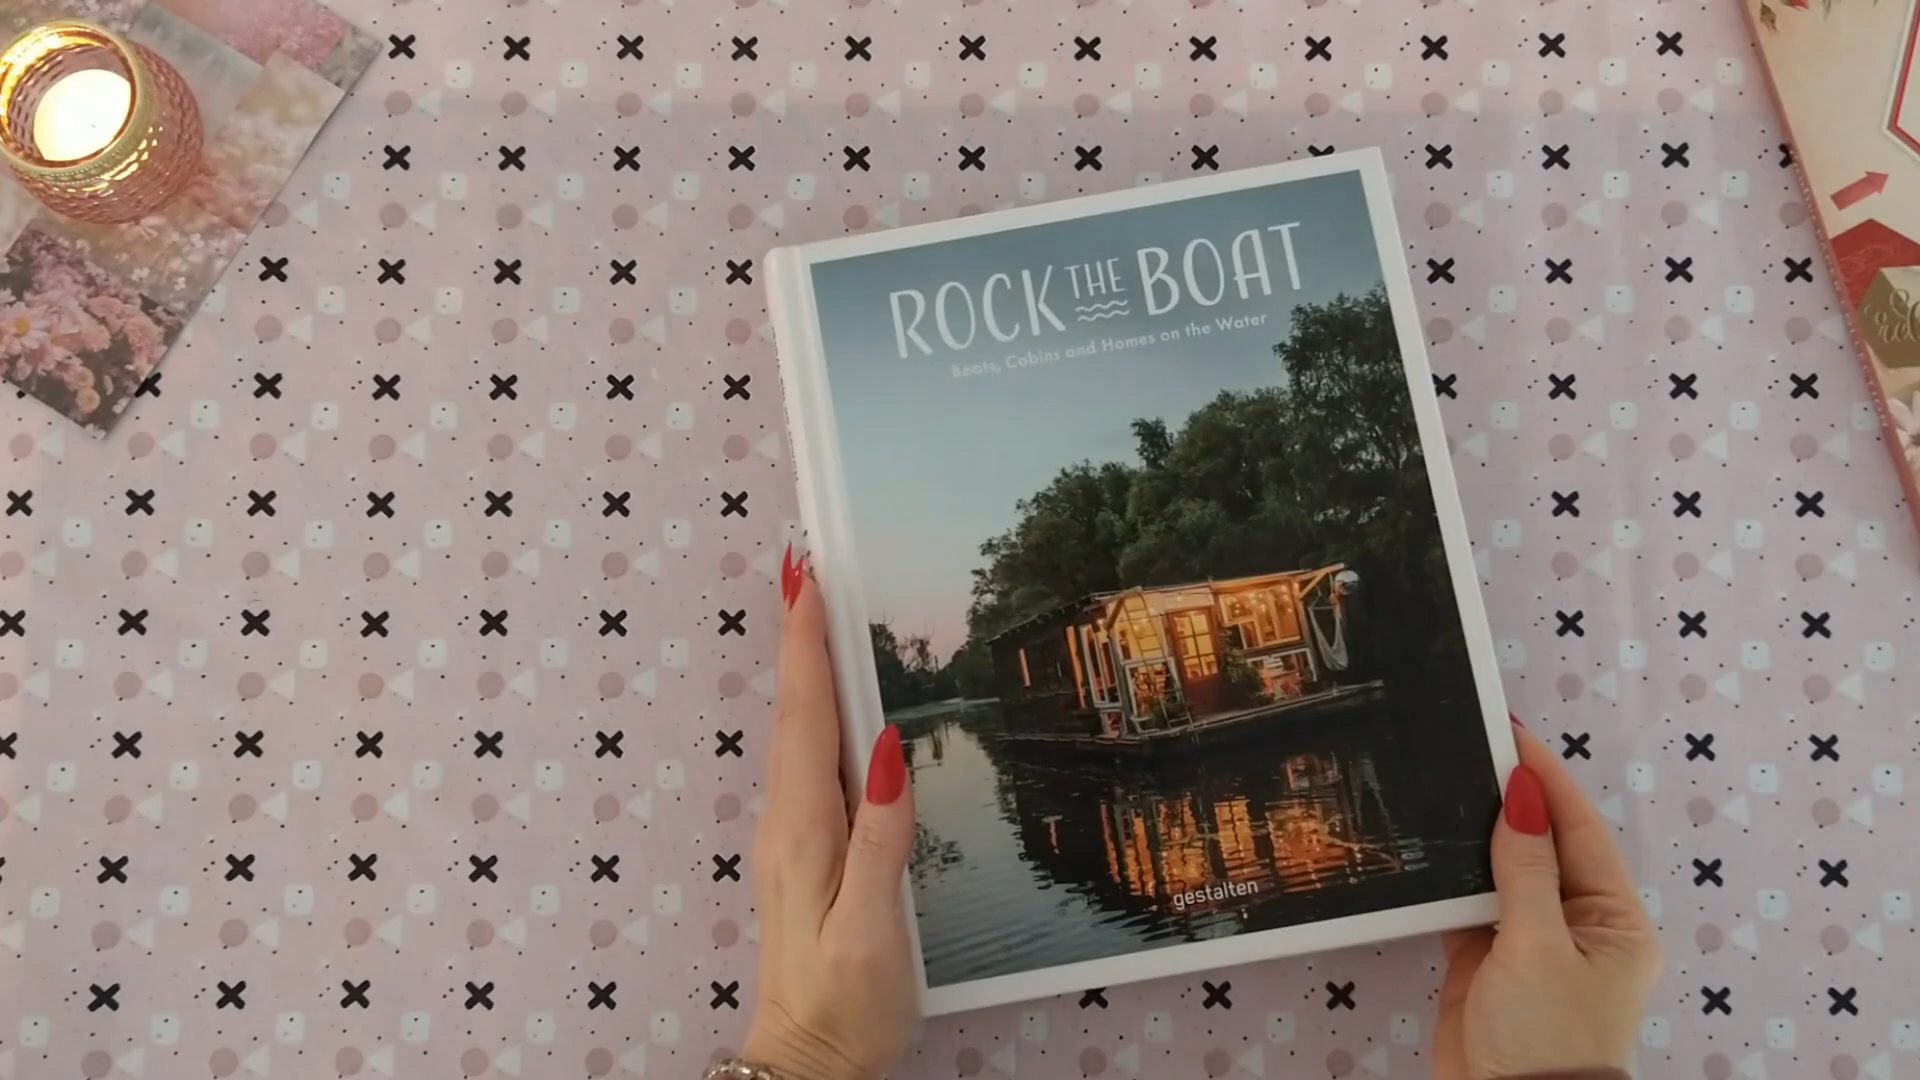 ROCK THE BOAT
Boats, Cabins and Homes on the Water
gestalten